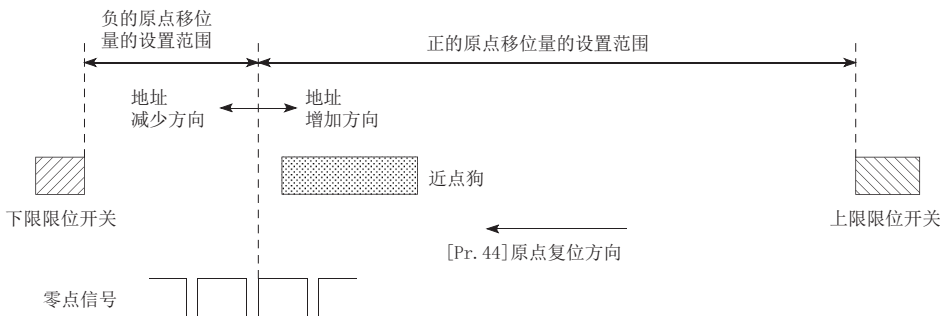 负的原点移位
量的设置范围
正的原点移位量的设置范围
地址
减少方向
地址
增加方向
近点狗
下限限位开关
上限限位开关
[Pr.44]原点复位方向
零点信号